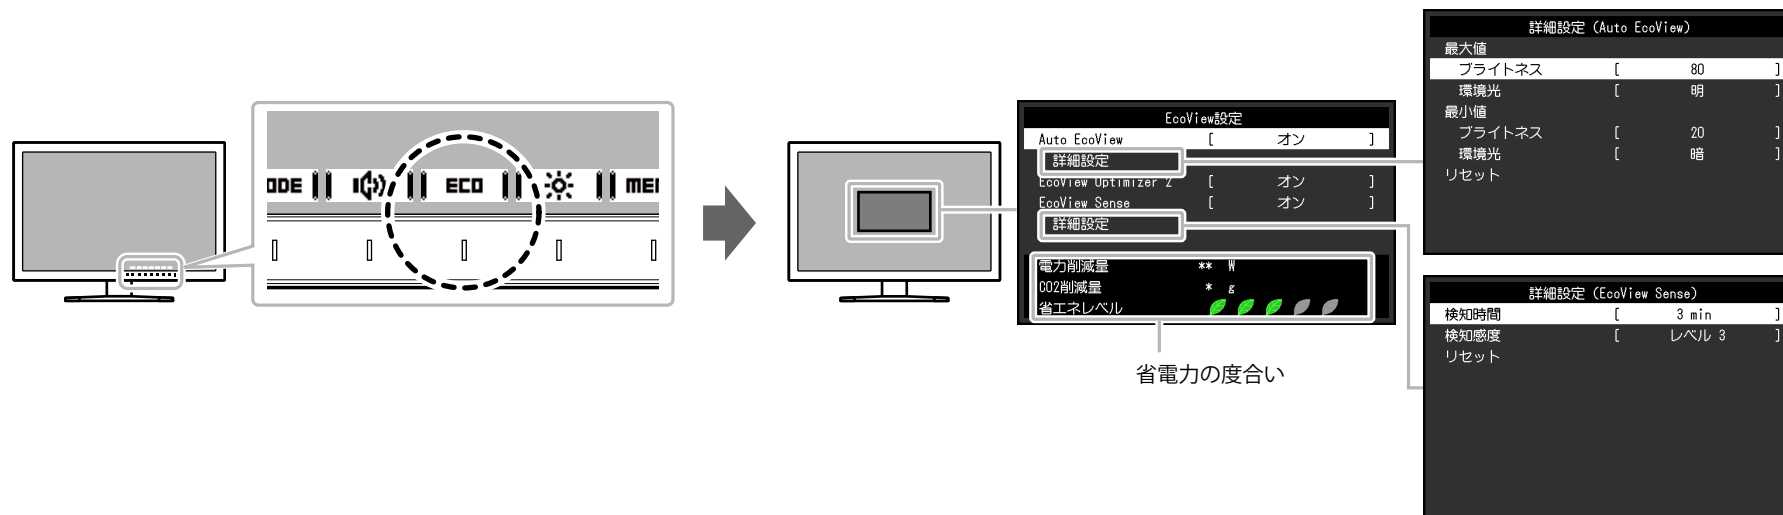 ECO
EcoView設定
Auto EcoView [ オン ]
詳細設定
EcoView Optimizer 2 [ オン ]
EcoView Sense [ オン ]
詳細設定
電力削減量 ** W
CO2削減量 * g
省エネレベル
省電力の度合い
詳細設定 (Auto EcoView)
最大値
ブライトネス [ 80 ]
環境光 [ 明 ]
最小値
ブライトネス [ 20 ]
環境光 [ 暗 ]
リセット
詳細設定 (EcoView Sense)
検知時間 [ 3 min ]
検知感度 [ レベル 3 ]
リセット